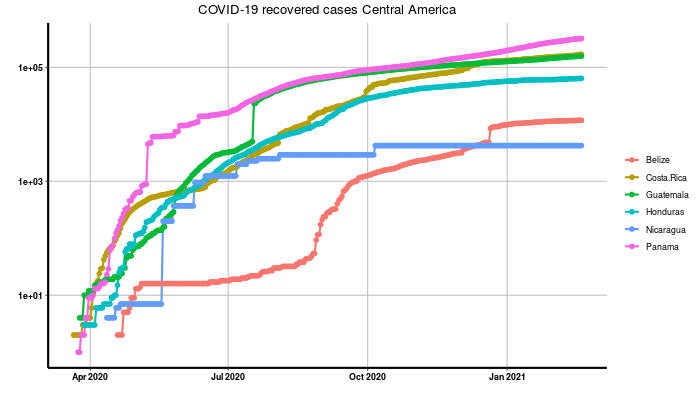 COVID-19 recovered cases Central America
1e+05
1e+03
1e+01
Apr 2020
Jul 2020
Oct 2020
Jan 2021
Belize
Costa.Rica
Guatemala
Honduras
Nicaragua
Panama